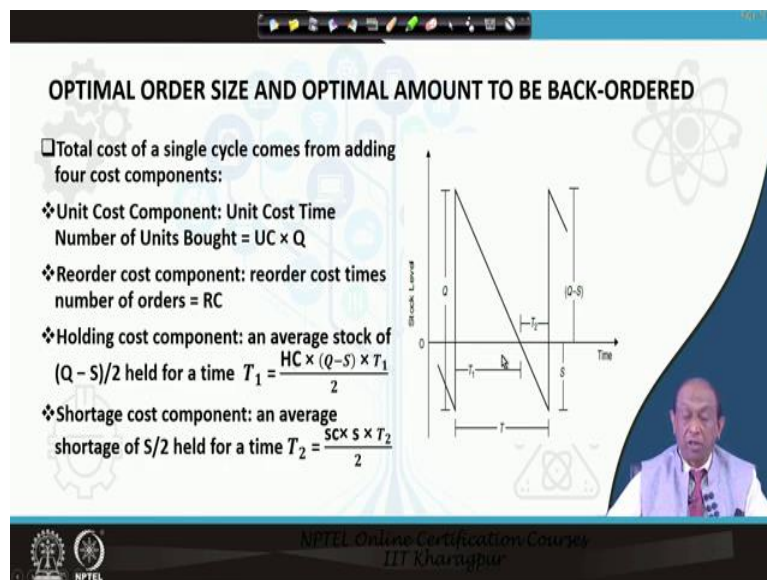 OPTIMAL ORDER SIZE AND OPTIMAL AMOUNT TO BE BACK-ORDERED
❑Total cost of a single cycle comes from adding
four cost components:
❖Unit Cost Component: Unit Cost Time
Number of Units Bought = UC × Q
❖Reorder cost component: reorder cost times
number of orders = RC
❖Holding cost component: an average stock of
(Q – S)/2 held for a time T₁ = HC × (Q−S) × T₁ / 2
❖Shortage cost component: an average
shortage of S/2 held for a time T₂ = SC× S × T₂ / 2
Stock Level
Q
(Q–S)
T₂
0
Time
T₁
S
T
NPTEL Online Certification Courses
IIT Kharagpur
NPTEL